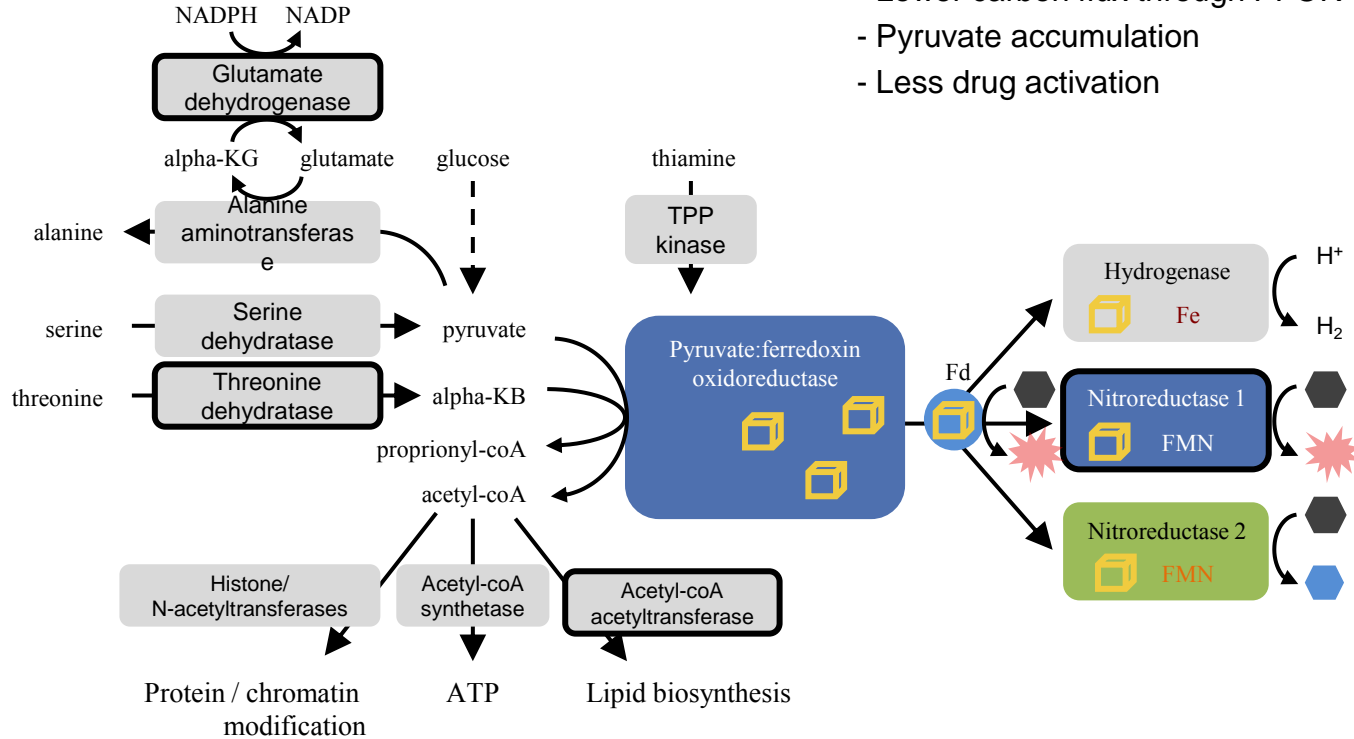 - Pyruvate accumulation
- Less drug activation
NADPH NADP
Glutamate
dehydrogenase
alpha-KG glutamate glucose thiamine
Alanine
aminotransferas
e
alanine
TPP
kinase
serine
Serine
dehydratase
pyruvate
threonine
Threonine
dehydratase
alpha-KB
proprionyl-coA
acetyl-coA
Pyruvate:ferredoxin
oxidoreductase
Fd
Hydrogenase
Fe
H+
H2
Nitroreductase 1
FMN
Nitroreductase 2
FMN
Histone/
N-acetyltransferases
Acetyl-coA
synthetase
Acetyl-coA
acetyltransferase
Protein / chromatin
modification
ATP
Lipid biosynthesis